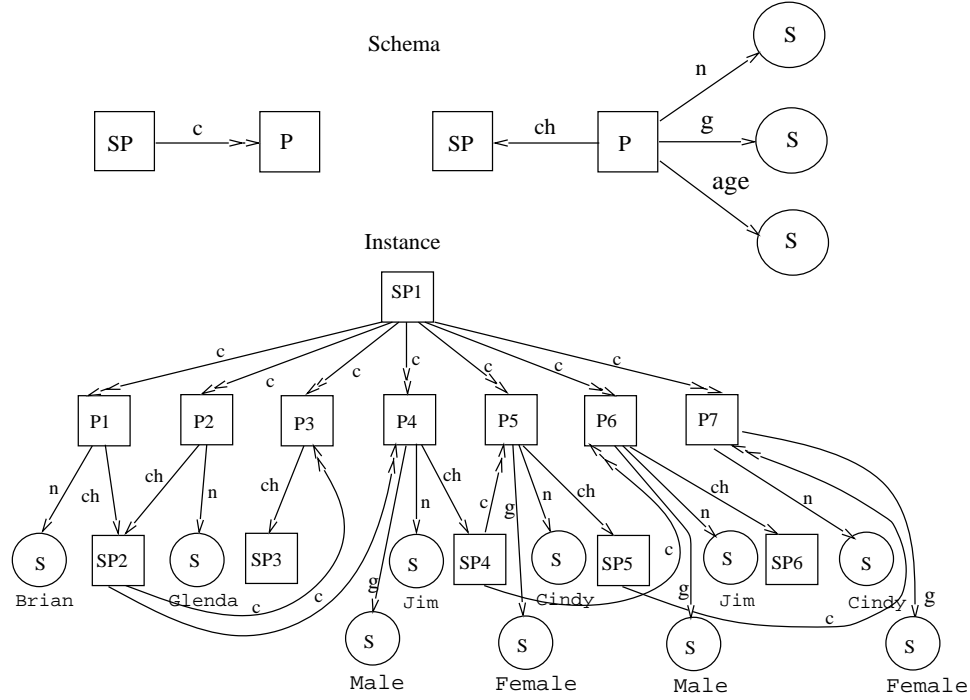 Schema
S
n
SP c P
SP ch P g S
age
S
Instance
SP1
c c c c c c c
P1 P2 P3 P4 P5 P6 P7
n ch ch n ch n ch c g n ch n ch n
S SP2 S SP3 S SP4 S SP5 S SP6 S
Brian Glenda c c g Jim Cindy c g Jim c Cindy g
S S S S
Male Female Male Female